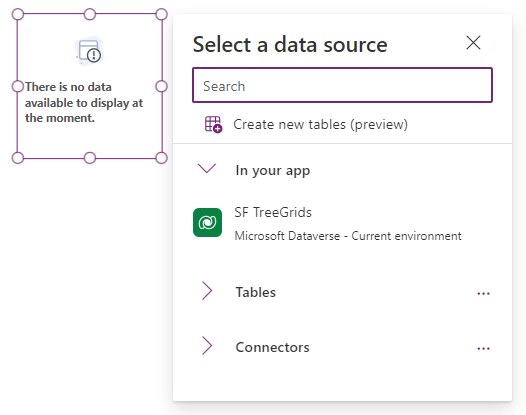 There is no data
available to display at
the moment.
Select a data source
Search
Create new tables (preview)
In your app
SF TreeGrids
Microsoft Dataverse - Current environment
Tables
Connectors